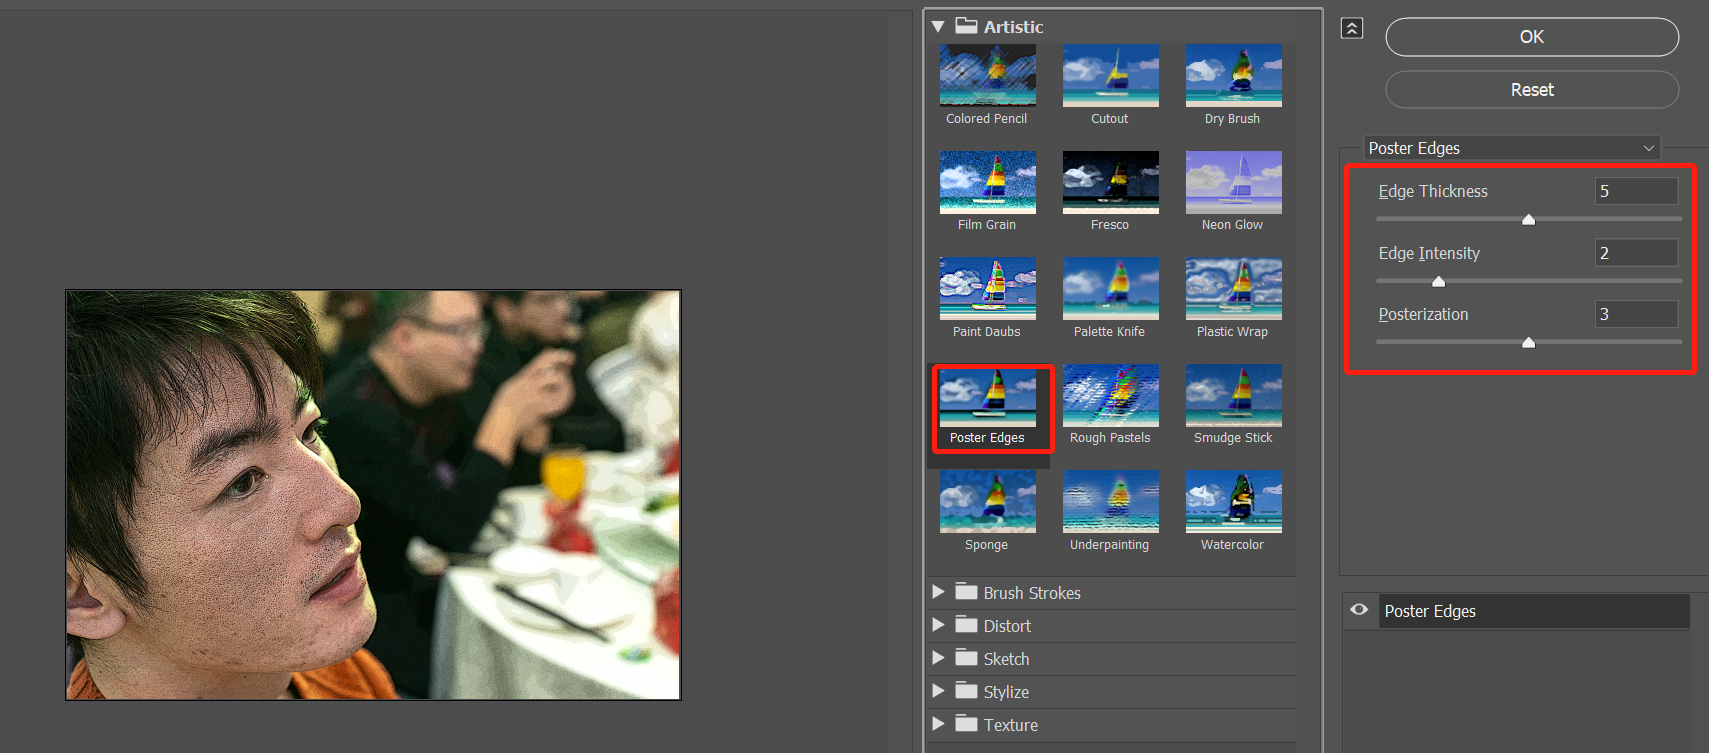 Artistic
Colored Pencil
Cutout
Dry Brush
Film Grain
Fresco
Neon Glow
Paint Daubs
Palette Knife
Plastic Wrap
Poster Edges
Rough Pastels
Smudge Stick
Sponge
Underpainting
Watercolor
Brush Strokes
Distort
Sketch
Stylize
Texture
OK
Reset
Poster Edges
Edge Thickness 5
Edge Intensity 2
Posterization 3
Poster Edges